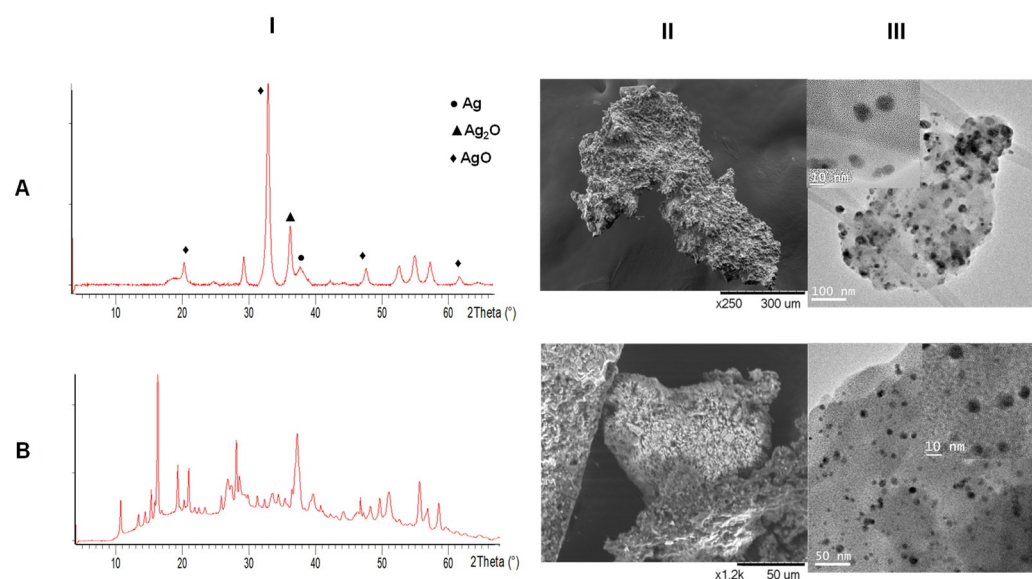 I
II
III
A
● Ag
▲ Ag₂O
♦ AgO
10
20
30
40
50
60
2Theta (°)
x250
300 um
10 nm
100 nm
B
10
20
30
40
50
60
2Theta (°)
x1.2k
50 um
10 nm
50 nm